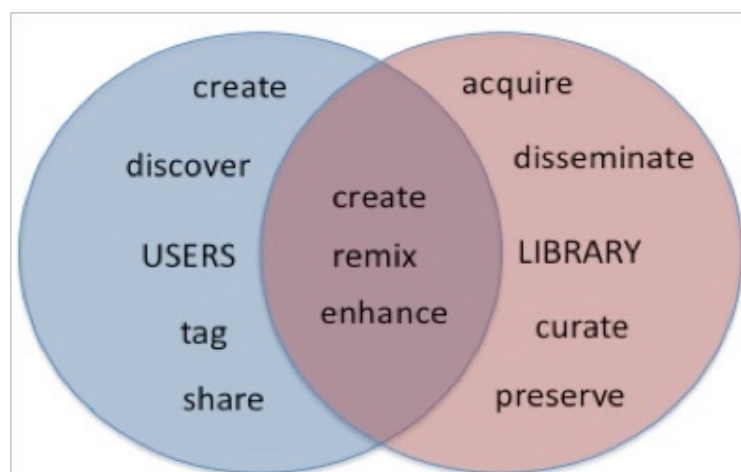 create
discover
USERS
tag
share
create
remix
enhance
acquire
disseminate
LIBRARY
curate
preserve